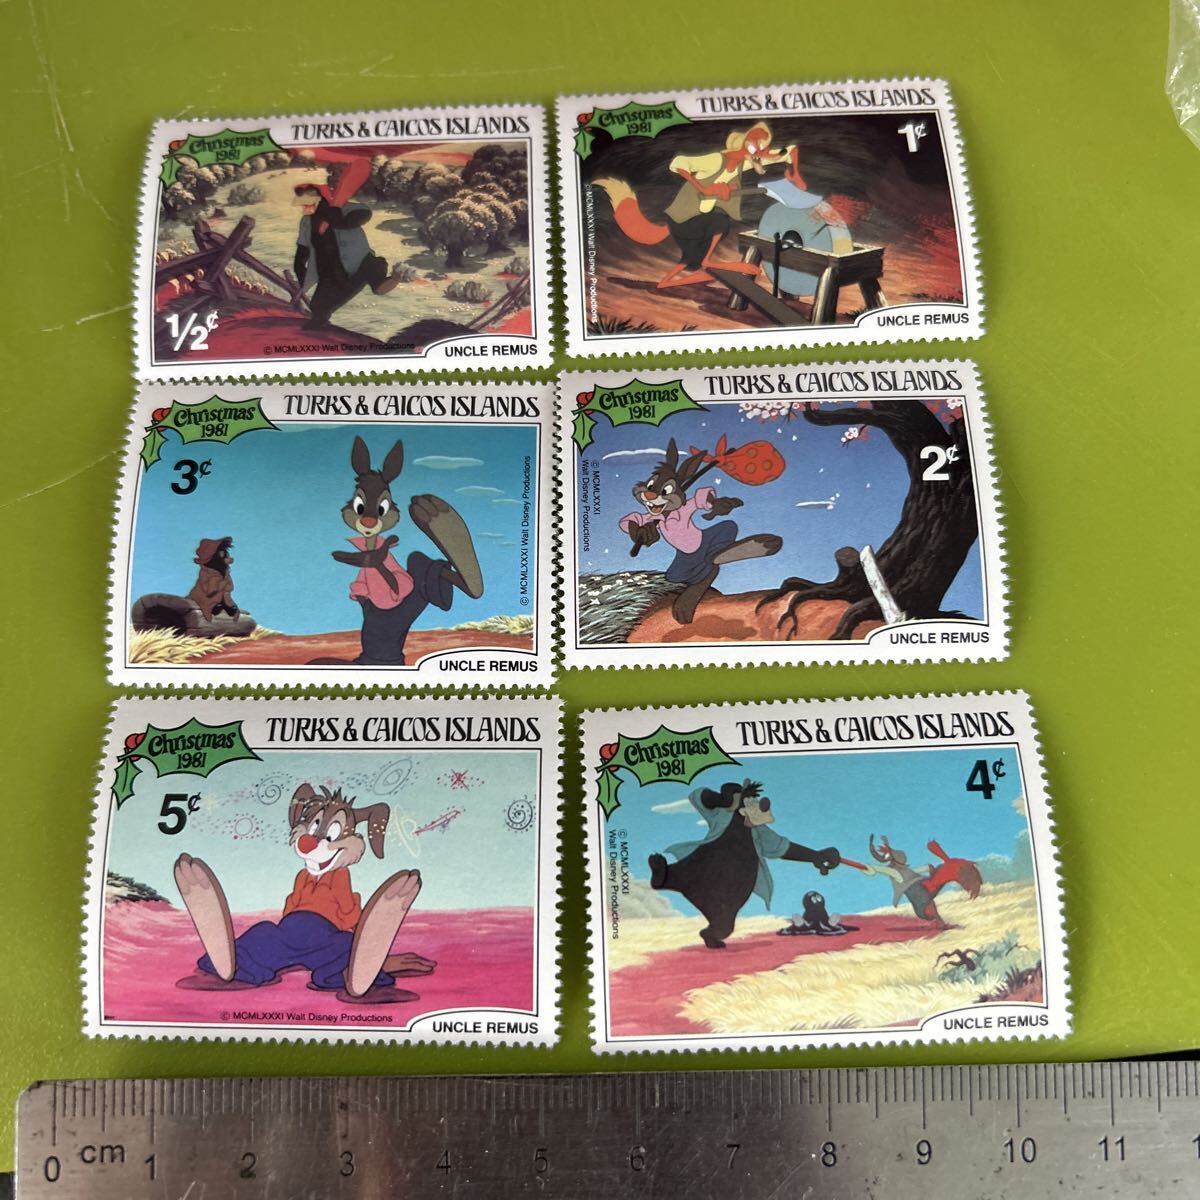 Christmas
1981
TURKS & CAICOS ISLANDS
1/2¢
© MCMLXXXI Walt Disney Productions
UNCLE REMUS
Christmas
1981
TURKS & CAICOS ISLANDS
1¢
© MCMLXXXI Walt Disney Productions
UNCLE REMUS
Christmas
1981
TURKS & CAICOS ISLANDS
3¢
© MCMLXXXI Walt Disney Productions
UNCLE REMUS
Christmas
1981
TURKS & CAICOS ISLANDS
2¢
© MCMLXXXI
Walt Disney Productions
UNCLE REMUS
Christmas
1981
TURKS & CAICOS ISLANDS
5¢
© MCMLXXXI Walt Disney Productions
UNCLE REMUS
Christmas
1981
TURKS & CAICOS ISLANDS
4¢
© MCMLXXXI
Walt Disney Productions
UNCLE REMUS
0 cm 1 2 3 4 5 6 7 8 9 10 11